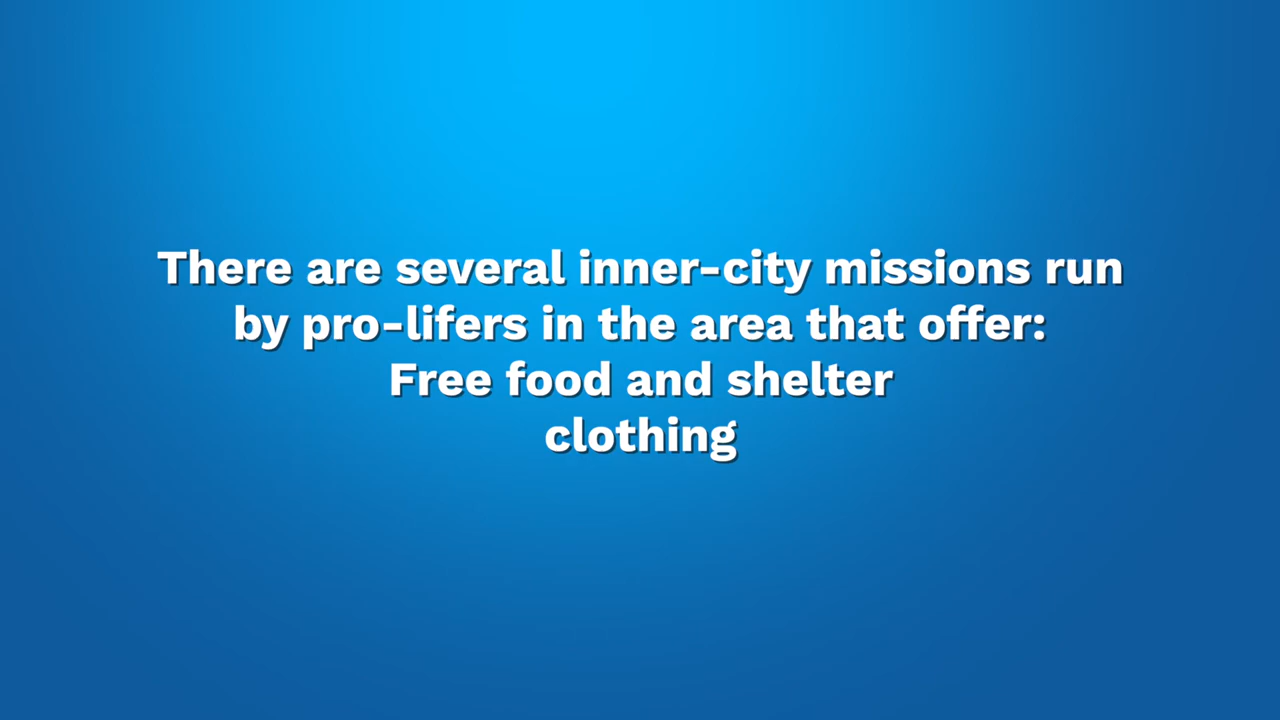 There are several inner-city missions run
by pro-lifers in the area that offer:
Free food and shelter
clothing